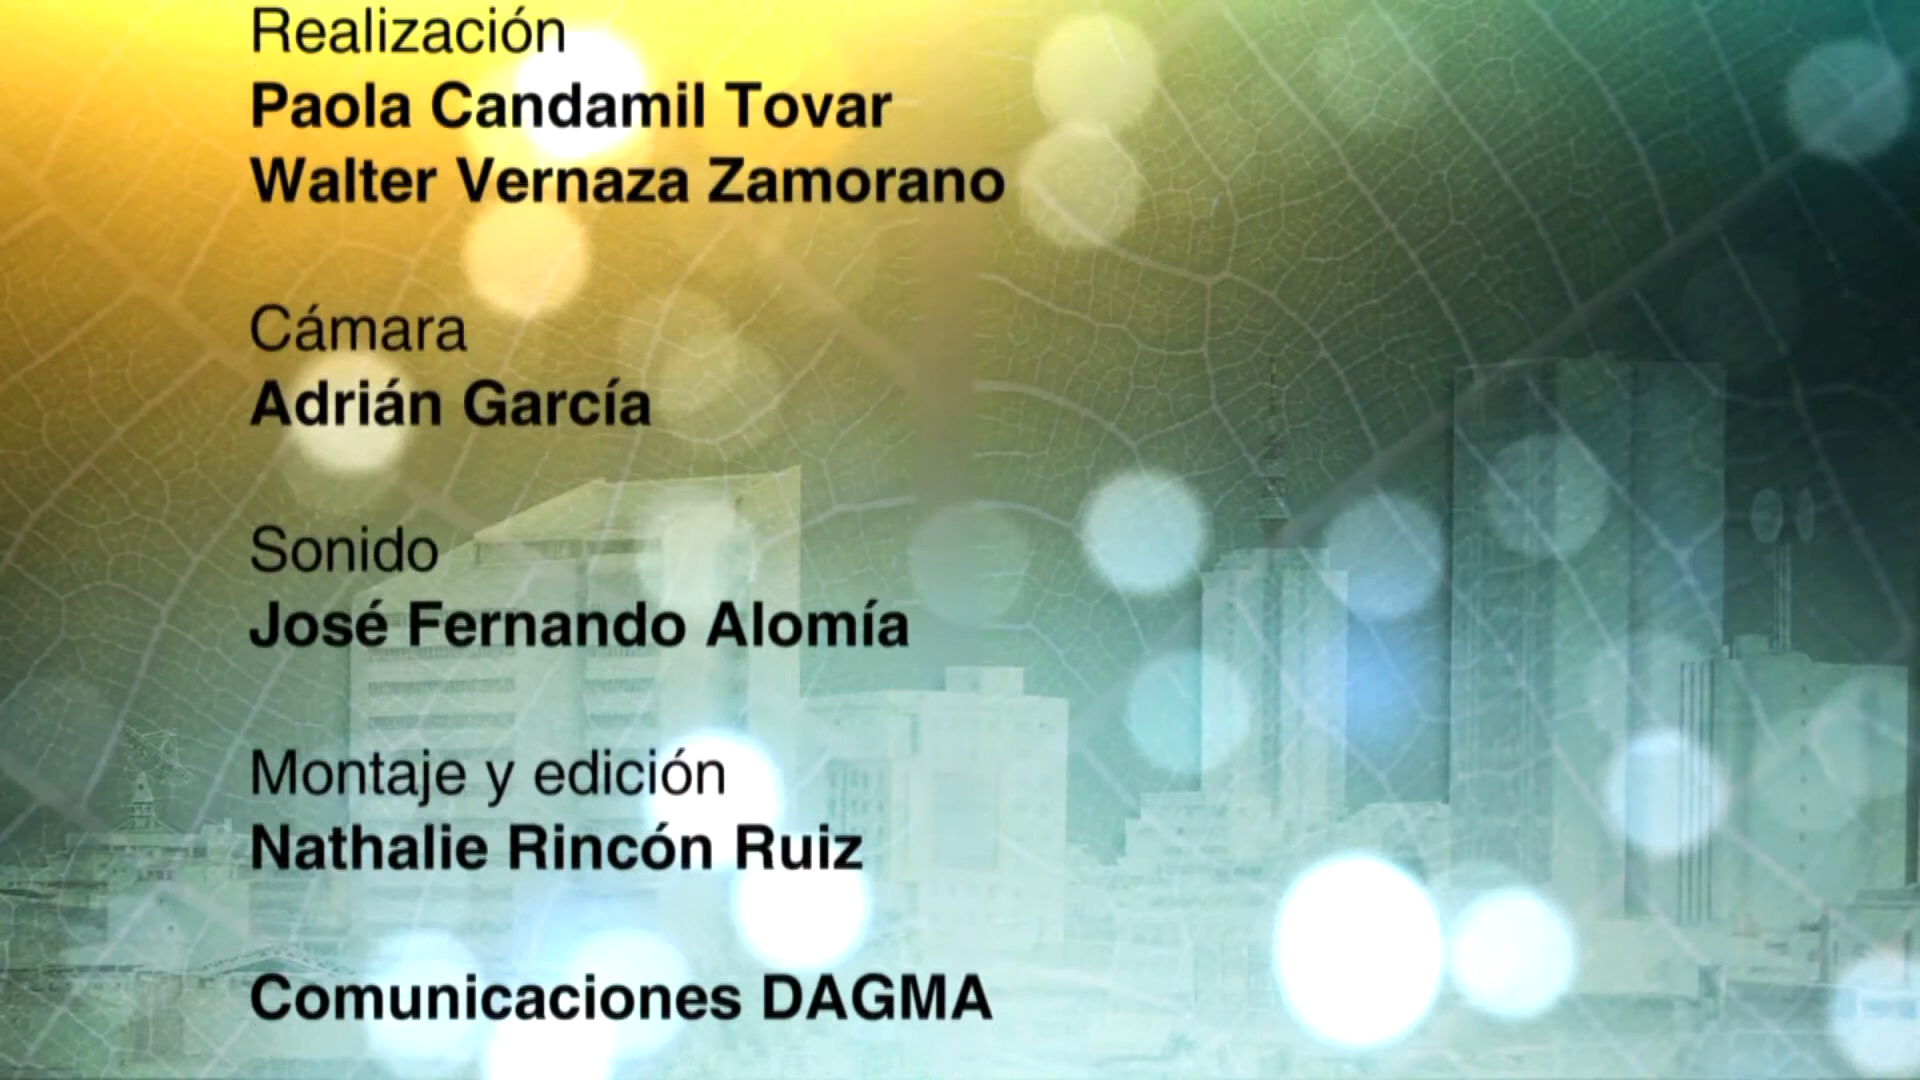 Realización
Paola Candamil Tovar
Walter Vernaza Zamorano
Cámara
Adrián García
Sonido
José Fernando Alomía
Montaje y edición
Nathalie Rincón Ruiz
Comunicaciones DAGMA